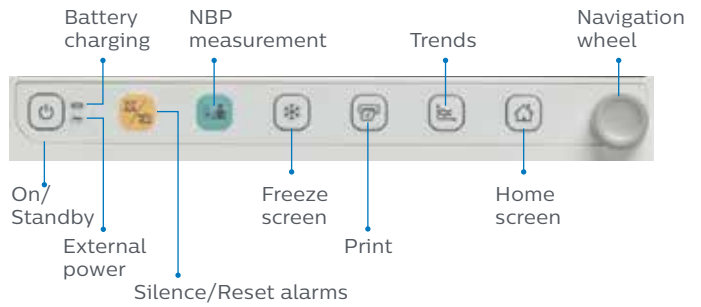 Battery
charging
NBP
measurement
Trends
Navigation
wheel
On/
Standby
External
power
Silence/Reset alarms
Freeze
screen
Print
Home
screen